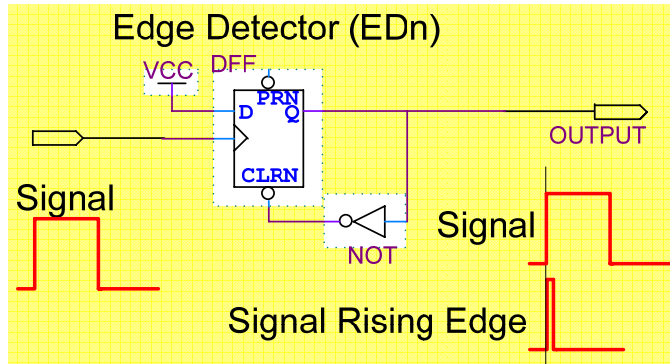 Edge Detector (EDn)
VCC
DFF
PRN
D
Q
CLRN
OUTPUT
NOT
Signal
Signal
Signal Rising Edge